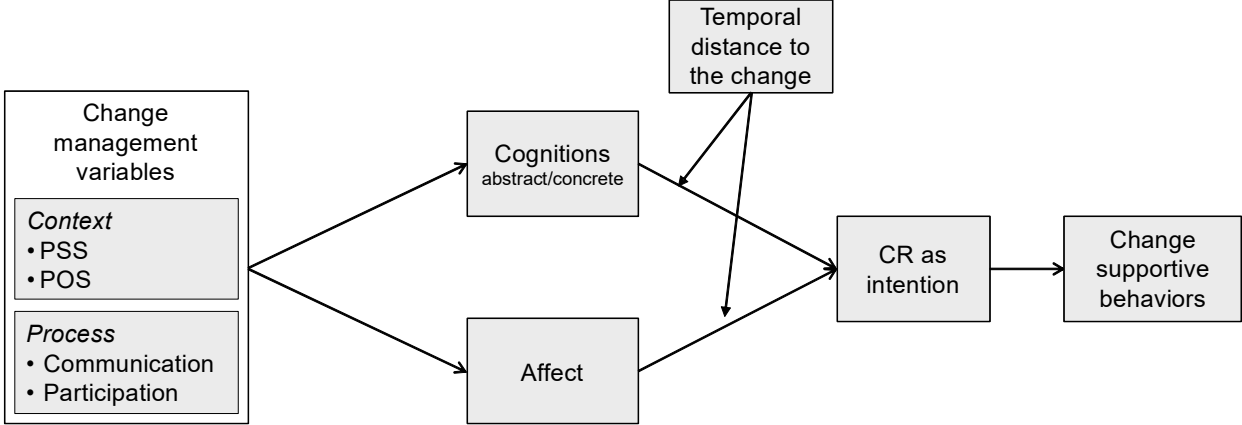 Temporal
distance to
the change
Change
management
variables
Context
• PSS
• POS
Process
• Communication
• Participation
Cognitions
abstract/concrete
Affect
CR as
intention
Change
supportive
behaviors